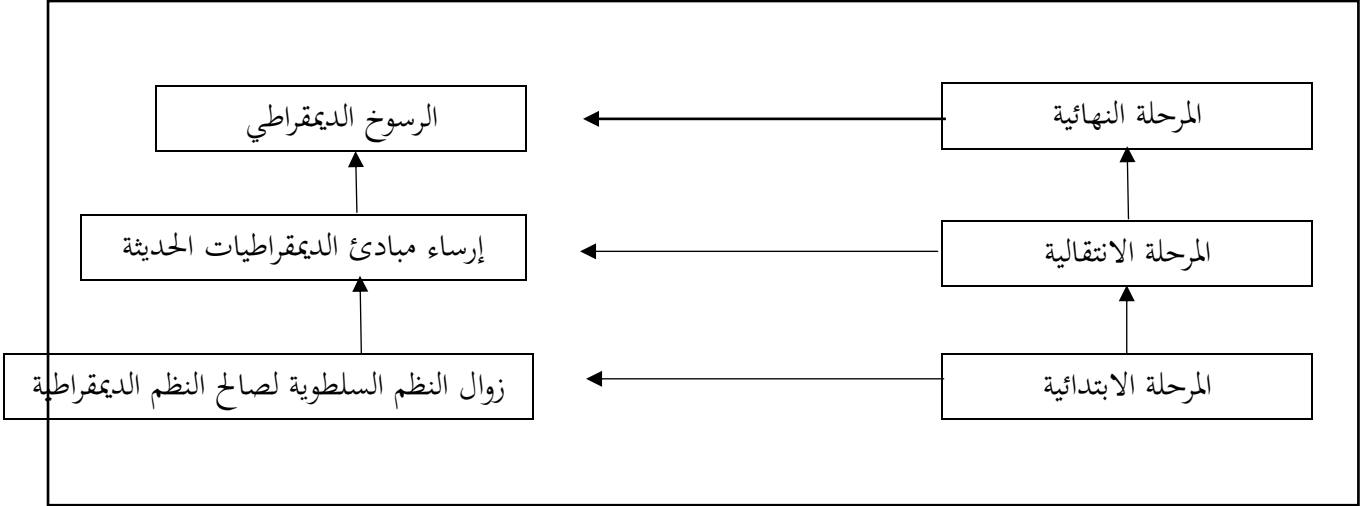 المرحلة النهائية
الرسوخ الديمقراطي
المرحلة الانتقالية
إرساء مبادئ الديمقراطيات الحديثة
المرحلة الابتدائية
زوال النظم السلطوية لصالح النظم الديمقراطية